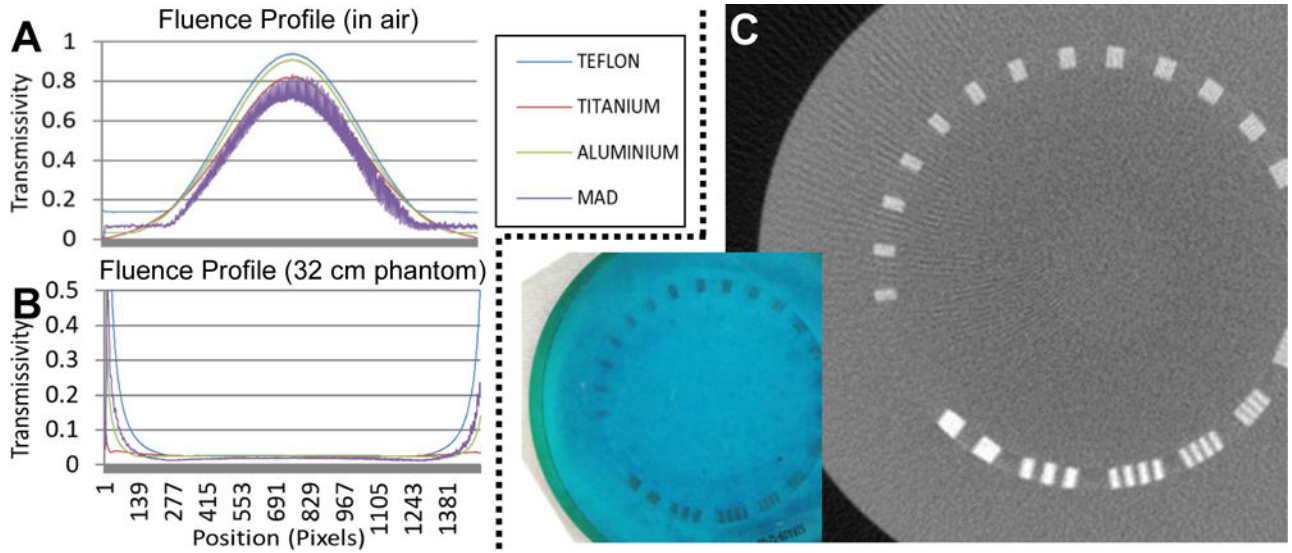 A
Fluence Profile (in air)
Transmissivity
1
0.8
0.6
0.4
0.2
0
TEFLON
TITANIUM
ALUMINIUM
MAD
B
Fluence Profile (32 cm phantom)
Transmissivity
0.5
0.4
0.3
0.2
0.1
0
1
139
277
415
553
691
829
967
1105
1243
1381
Position (Pixels)
C